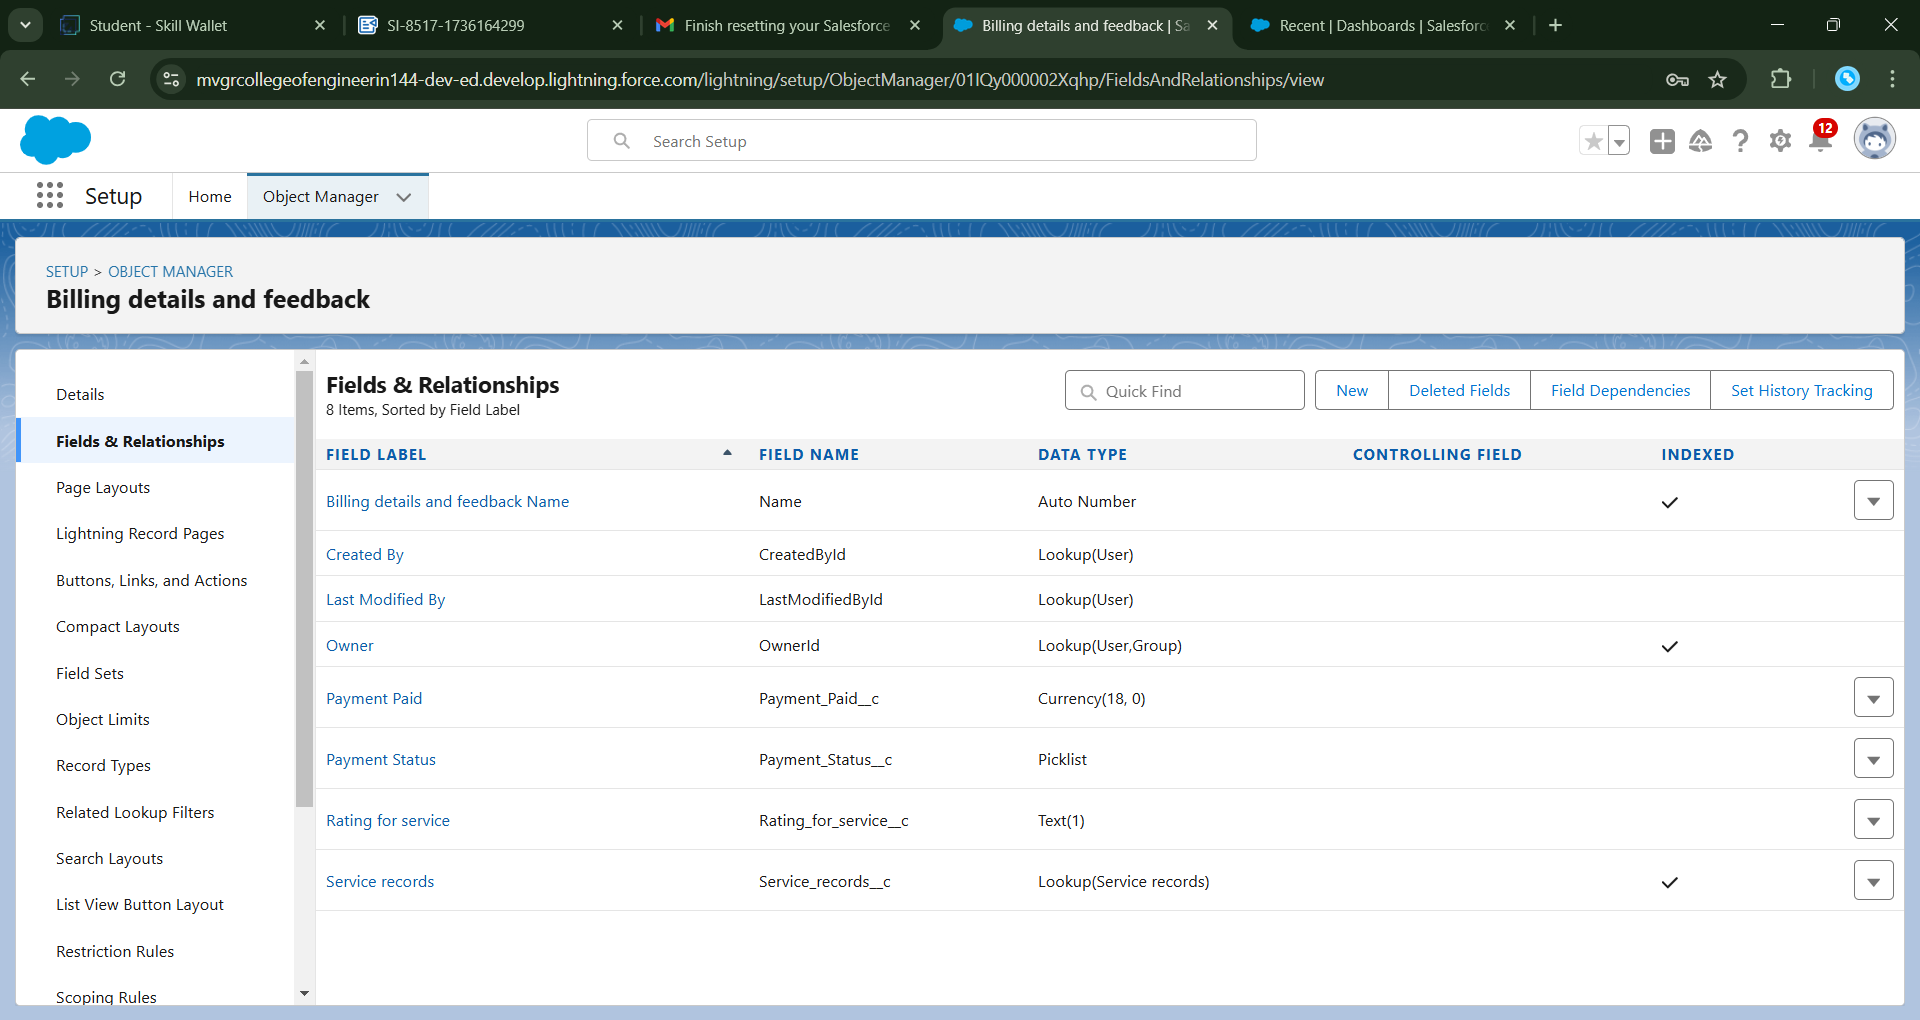 Student - Skill Wallet
SI-8517-1736164299
Finish resetting your Salesforce
Billing details and feedback | Sa
Recent | Dashboards | Salesforc
mvgrcollegeofengineerin144-dev-ed.develop.lightning.force.com/lightning/setup/ObjectManager/01IQy000002Xqhp/FieldsAndRelationships/view
Search Setup
12
Setup
Home
Object Manager
SETUP > OBJECT MANAGER
Billing details and feedback
Details
Fields & Relationships
Page Layouts
Lightning Record Pages
Buttons, Links, and Actions
Compact Layouts
Field Sets
Object Limits
Record Types
Related Lookup Filters
Search Layouts
List View Button Layout
Restriction Rules
Scoping Rules
Fields & Relationships
8 Items, Sorted by Field Label
Quick Find
New
Deleted Fields
Field Dependencies
Set History Tracking
FIELD LABEL FIELD NAME DATA TYPE CONTROLLING FIELD INDEXED
Billing details and feedback Name Name Auto Number
Created By CreatedById Lookup(User)
Last Modified By LastModifiedById Lookup(User)
Owner OwnerId Lookup(User,Group)
Payment Paid Payment_Paid__c Currency(18, 0)
Payment Status Payment_Status__c Picklist
Rating for service Rating_for_service__c Text(1)
Service records Service_records__c Lookup(Service records)